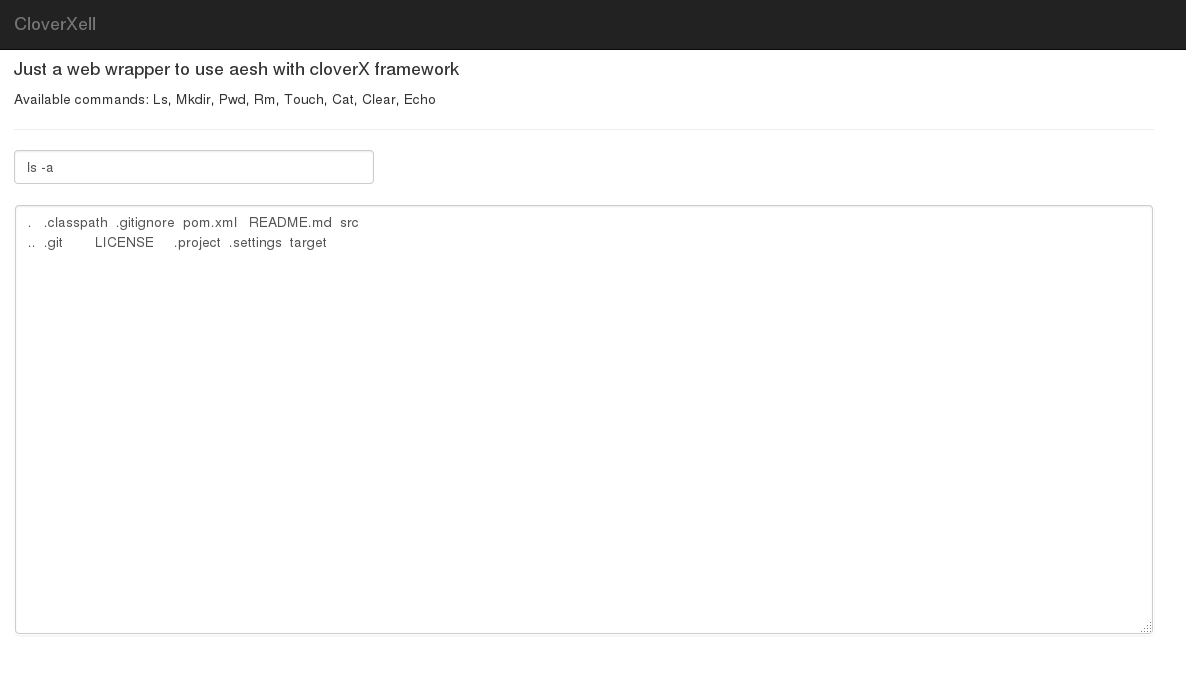 CloverXell
Just a web wrapper to use aesh with cloverX framework
Available commands: Ls, Mkdir, Pwd, Rm, Touch, Cat, Clear, Echo
ls -a
. .classpath .gitignore pom.xml README.md src
.. .git LICENSE .project .settings target